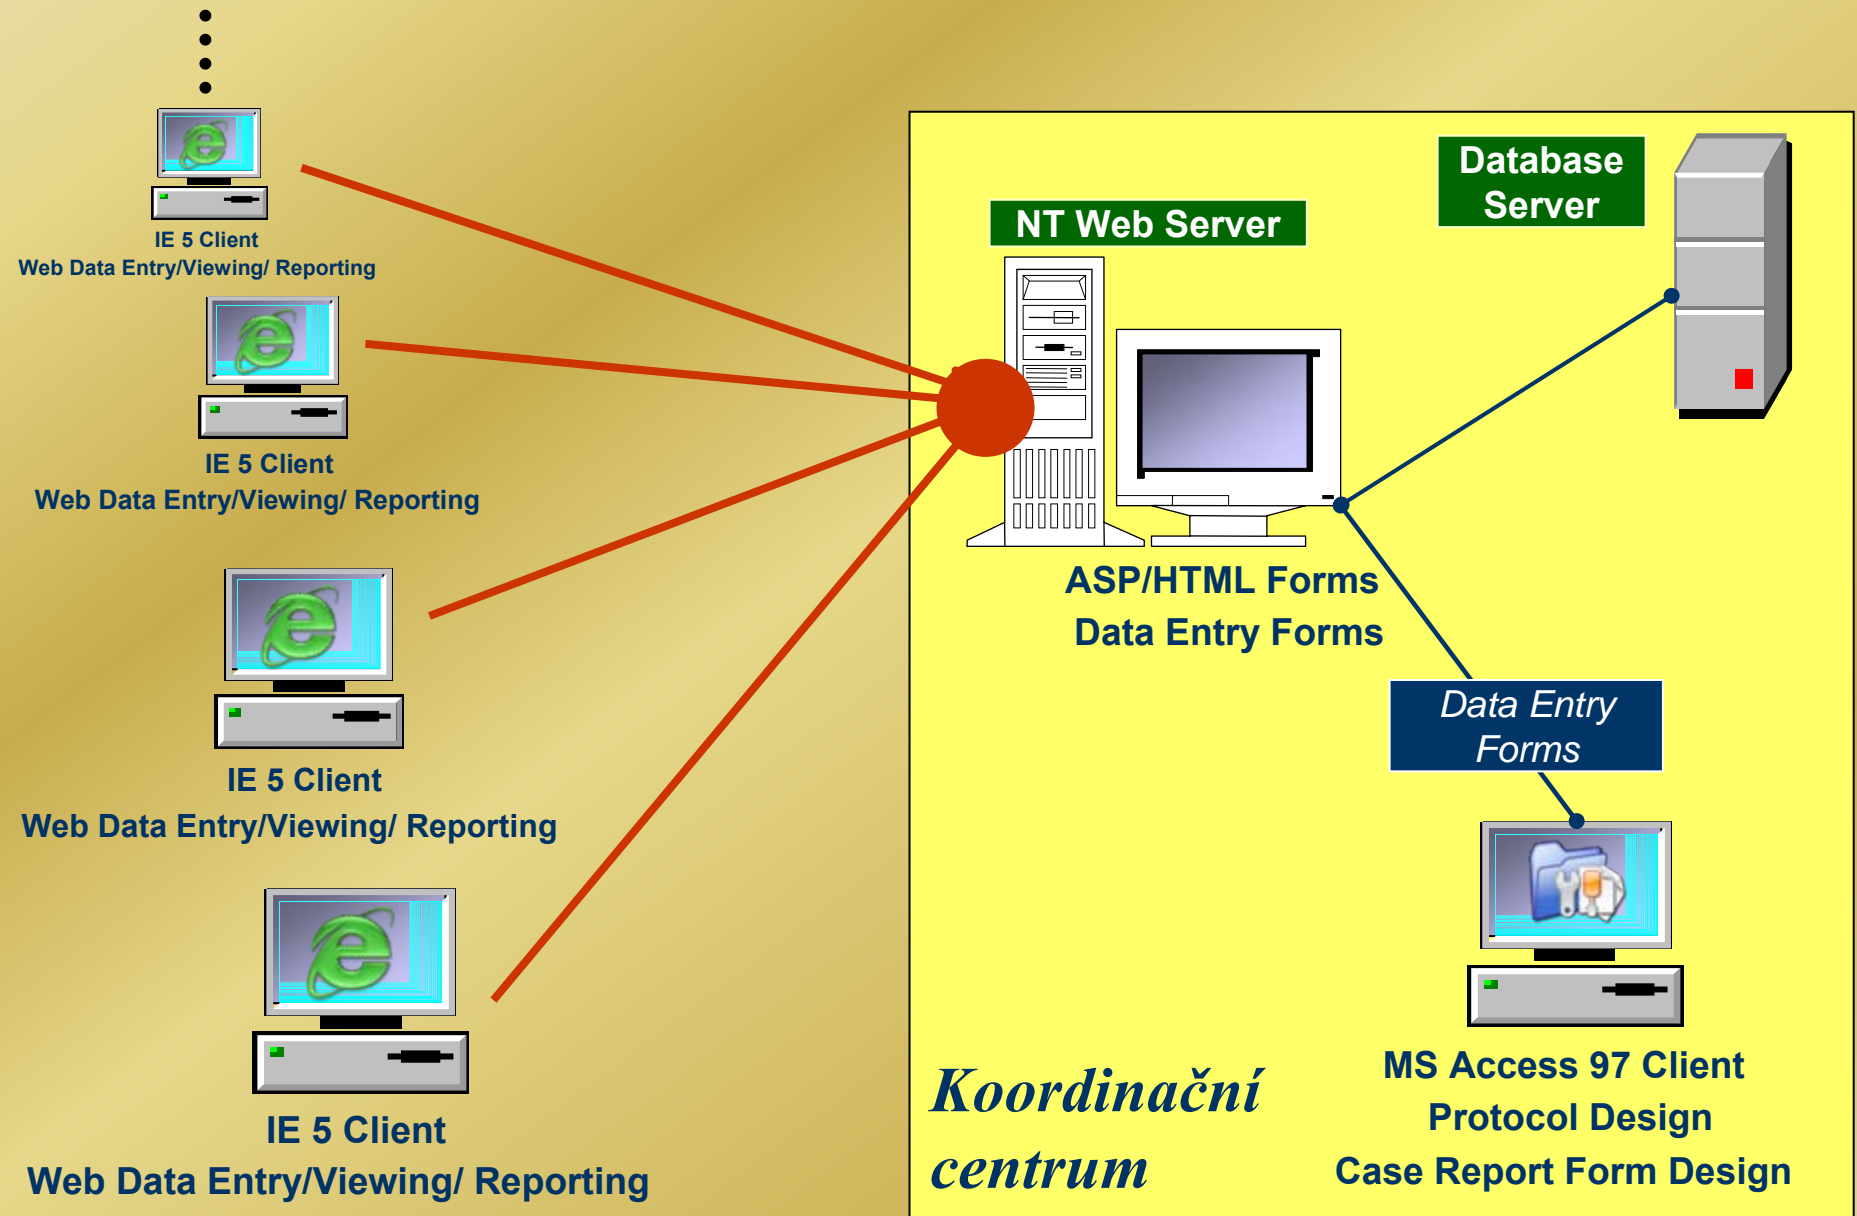 IE 5 Client
Web Data Entry/Viewing/ Reporting
IE 5 Client
Web Data Entry/Viewing/ Reporting
IE 5 Client
Web Data Entry/Viewing/ Reporting
IE 5 Client
Web Data Entry/Viewing/ Reporting
NT Web Server
Database
Server
ASP/HTML Forms
Data Entry Forms
Data Entry
Forms
MS Access 97 Client
Protocol Design
Case Report Form Design
Koordinační
centrum